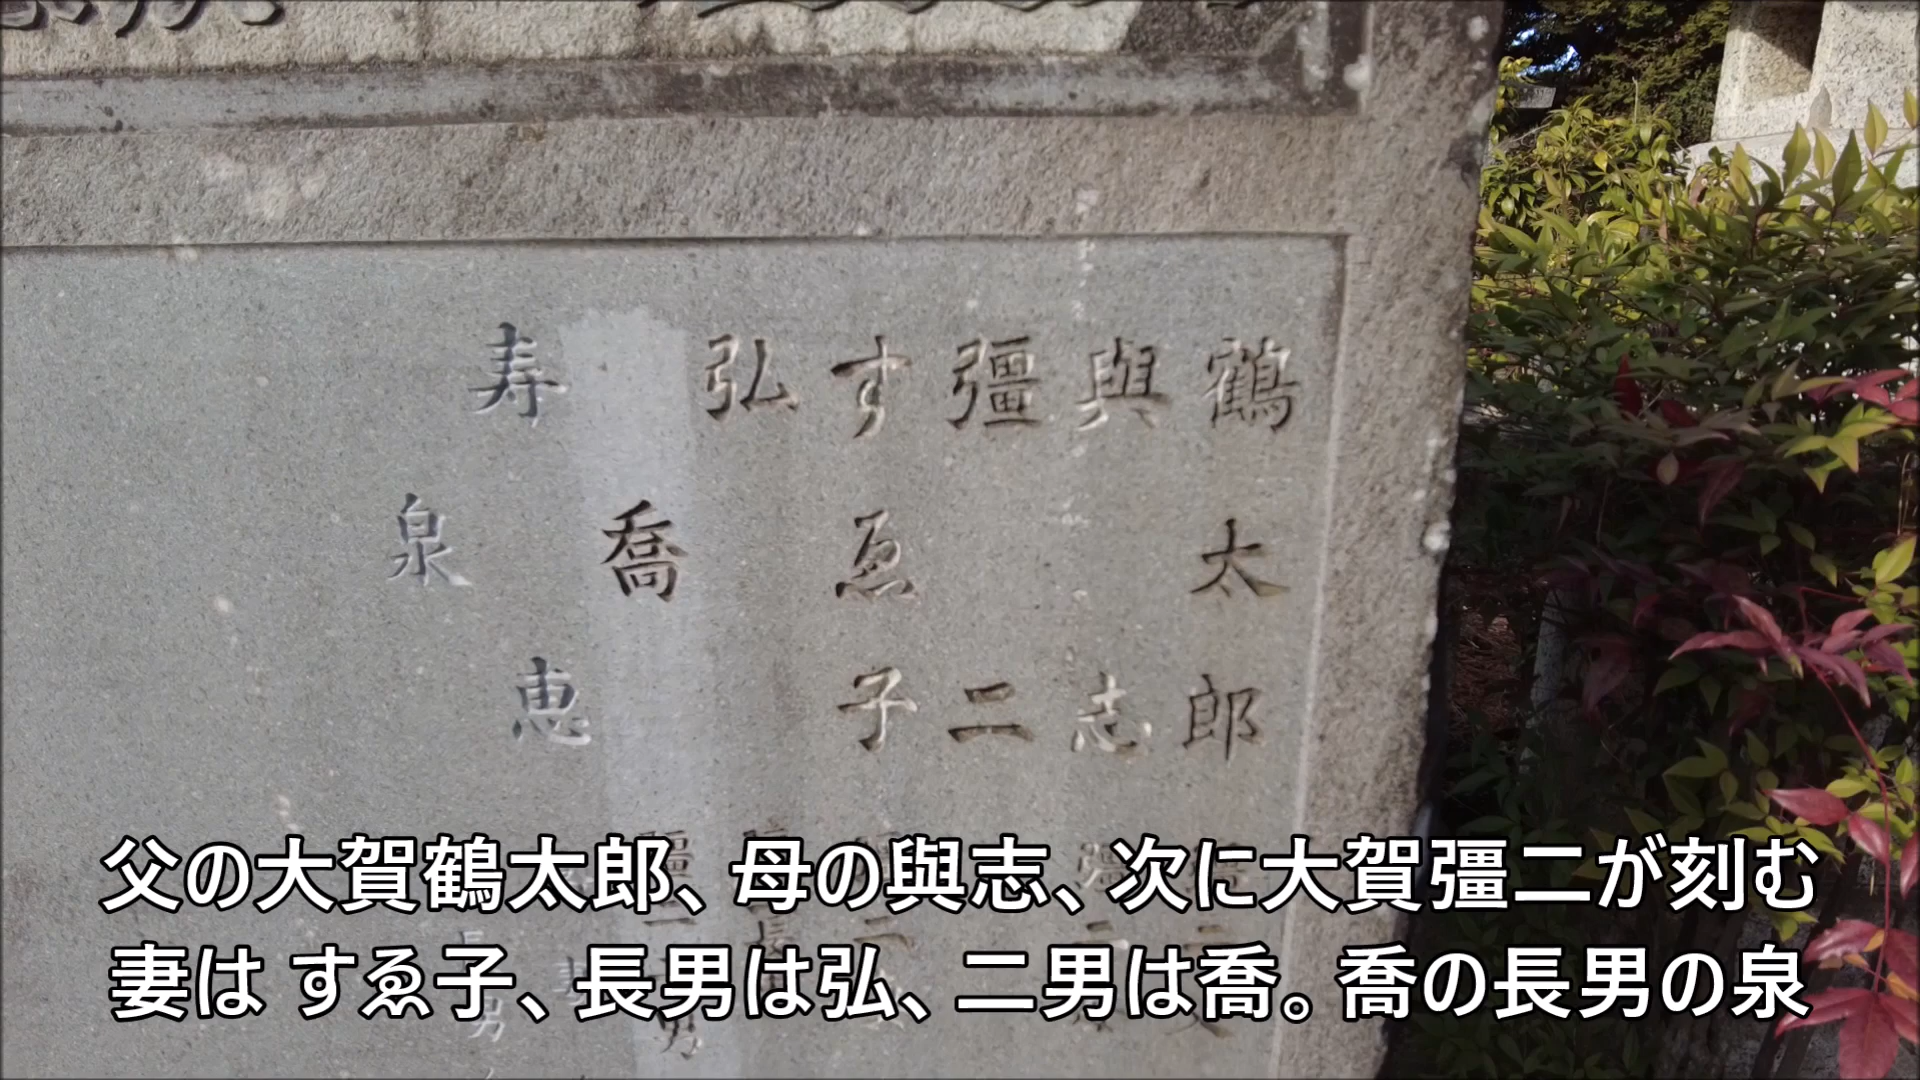 鶴太郎
與志
彊二
すゑ子
弘
喬
寿恵
泉
父の大賀鶴太郎、母の與志、次に大賀彊二が刻む
妻は すゑ子、長男は弘、二男は喬。喬の長男の泉